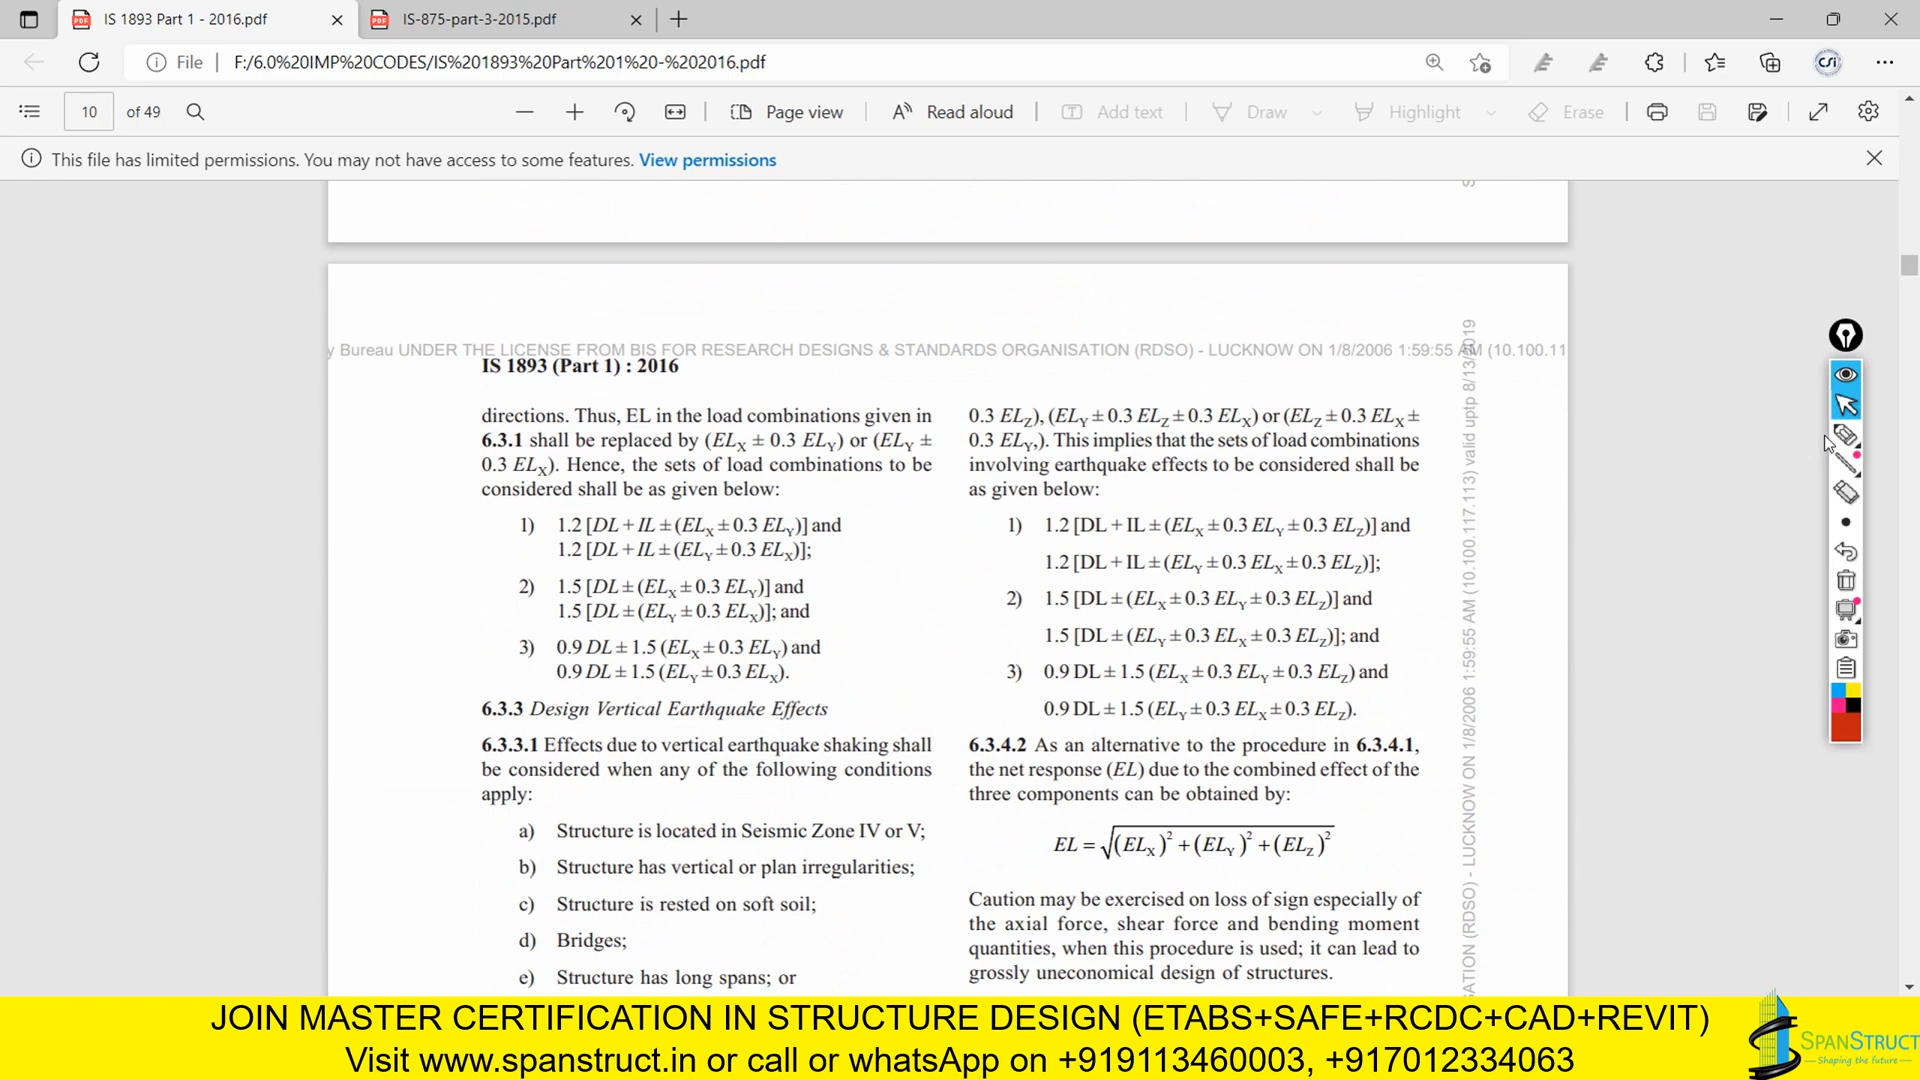 IS 1893 Part 1 - 2016.pdf
IS-875-part-3-2015.pdf
File
F:/6.0%20IMP%20CODES/IS%201893%20Part%201%20-%202016.pdf
CSi
10 of 49
Page view
Read aloud
Add text
Draw
Highlight
Erase
This file has limited permissions. You may not have access to some features. View permissions
y Bureau UNDER THE LICENSE FROM BIS FOR RESEARCH DESIGNS & STANDARDS ORGANISATION (RDSO) - LUCKNOW ON 1/8/2006 1:59:55 AM (10.100.11
IS 1893 (Part 1) : 2016
directions. Thus, EL in the load combinations given in
6.3.1 shall be replaced by (ELX ± 0.3 ELY) or (ELY ±
0.3 ELX). Hence, the sets of load combinations to be
considered shall be as given below:
1) 1.2 [DL + IL ± (ELX ± 0.3 ELY)] and
1.2 [DL + IL ± (ELY ± 0.3 ELX)];
2) 1.5 [DL ± (ELX ± 0.3 ELY)] and
1.5 [DL ± (ELY ± 0.3 ELX)]; and
3) 0.9 DL ± 1.5 (ELX ± 0.3 ELY) and
0.9 DL ± 1.5 (ELY ± 0.3 ELX).
6.3.3 Design Vertical Earthquake Effects
6.3.3.1 Effects due to vertical earthquake shaking shall
be considered when any of the following conditions
apply:
a) Structure is located in Seismic Zone IV or V;
b) Structure has vertical or plan irregularities;
c) Structure is rested on soft soil;
d) Bridges;
e) Structure has long spans; or
0.3 ELZ), (ELY ± 0.3 ELZ ± 0.3 ELX) or (ELZ ± 0.3 ELX ±
0.3 ELY,). This implies that the sets of load combinations
involving earthquake effects to be considered shall be
as given below:
1) 1.2 [DL + IL ± (ELX ± 0.3 ELY ± 0.3 ELZ)] and
1.2 [DL + IL ± (ELY ± 0.3 ELX ± 0.3 ELZ)];
2) 1.5 [DL ± (ELX ± 0.3 ELY ± 0.3 ELZ)] and
1.5 [DL ± (ELY ± 0.3 ELX ± 0.3 ELZ)]; and
3) 0.9 DL ± 1.5 (ELX ± 0.3 ELY ± 0.3 ELZ) and
0.9 DL ± 1.5 (ELY ± 0.3 ELX ± 0.3 ELZ).
6.3.4.2 As an alternative to the procedure in 6.3.4.1,
the net response (EL) due to the combined effect of the
three components can be obtained by:
EL = √(ELX)² + (ELY)² + (ELZ)²
Caution may be exercised on loss of sign especially of
the axial force, shear force and bending moment
quantities, when this procedure is used; it can lead to
grossly uneconomical design of structures.
SATION (RDSO) - LUCKNOW ON 1/8/2006 1:59:55 AM (10.100.117.113) valid uptp 8/13/2019
JOIN MASTER CERTIFICATION IN STRUCTURE DESIGN (ETABS+SAFE+RCDC+CAD+REVIT)
Visit www.spanstruct.in or call or whatsApp on +919113460003, +917012334063
SPANSTRUCT
Shaping the future